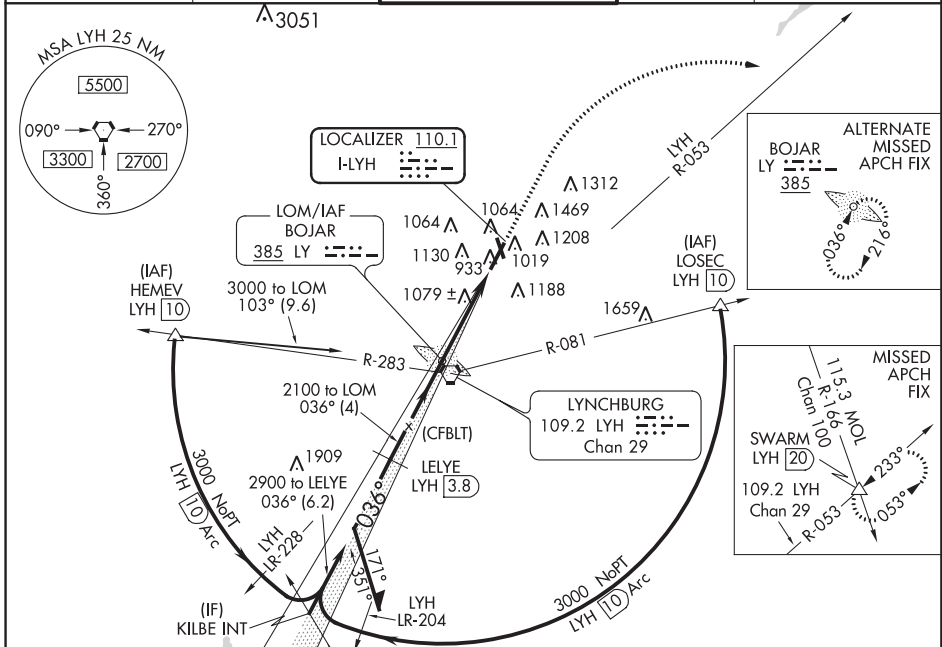 3051
MSA LYH 25 NM
5500
090°
270°
3300
2700
360°
LOCALIZER 110.1
I-LYH
LYH
R-053
ALTERNATE
MISSED
APCH FIX
BOJAR
LY
385
036°
216°
1312
1064
1064
1469
1208
1130
933
1019
1079 ±
1188
LOM/IAF
BOJAR
385 LY
(IAF)
HEMEV
LYH 10
3000 to LOM
103° (9.6)
(IAF)
LOSEC
LYH 10
1659
R-081
R-283
LYNCHBURG
109.2 LYH
Chan 29
2100 to LOM
036° (4)
(CFBLT)
LELYE
LYH 3.8
1909
2900 to LELYE
036° (6.2)
036°
3000 NoPT
LYH 10 Arc
LYH
LR-228
171°
351°
LYH
LR-204
(IF)
KILBE INT
3000 NoPT
LYH 10 Arc
MISSED
APCH
FIX
115.3 MOL
R-166
Chan 100
SWARM
LYH 20
109.2 LYH
Chan 29
R-053
233°
053°